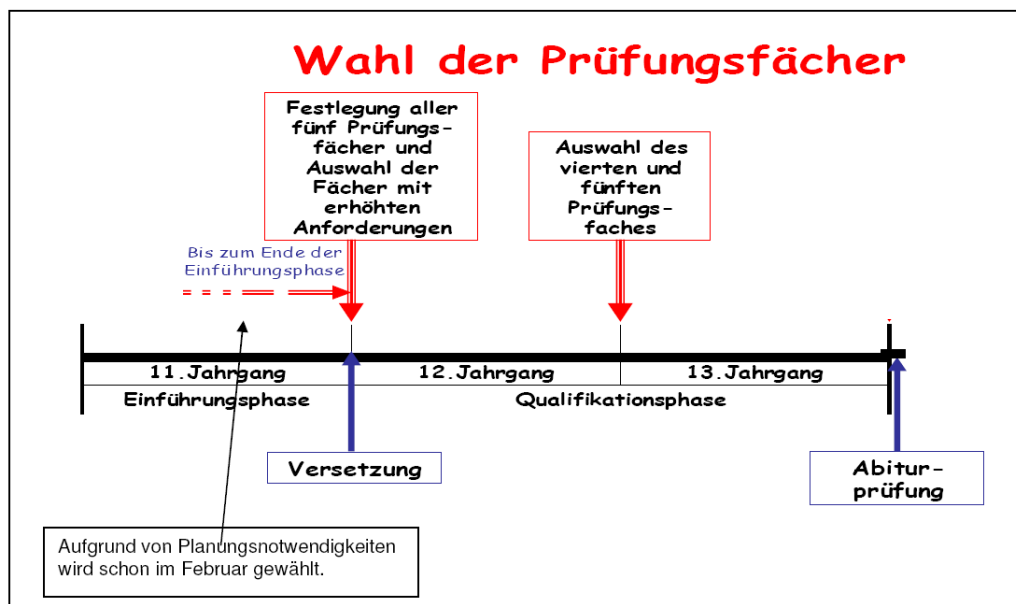 Wahl der Prüfungsfächer
Festlegung aller
fünf Prüfungs-
fächer und
Auswahl der
Fächer mit
erhöhten
Anforderungen
Auswahl des
vierten und
fünften
Prüfungs-
faches
Bis zum Ende der
Einführungsphase
11.Jahrgang
12.Jahrgang
13.Jahrgang
Einführungsphase
Qualifikationsphase
Versetzung
Abitur-
prüfung
Aufgrund von Planungsnotwendigkeiten
wird schon im Februar gewählt.